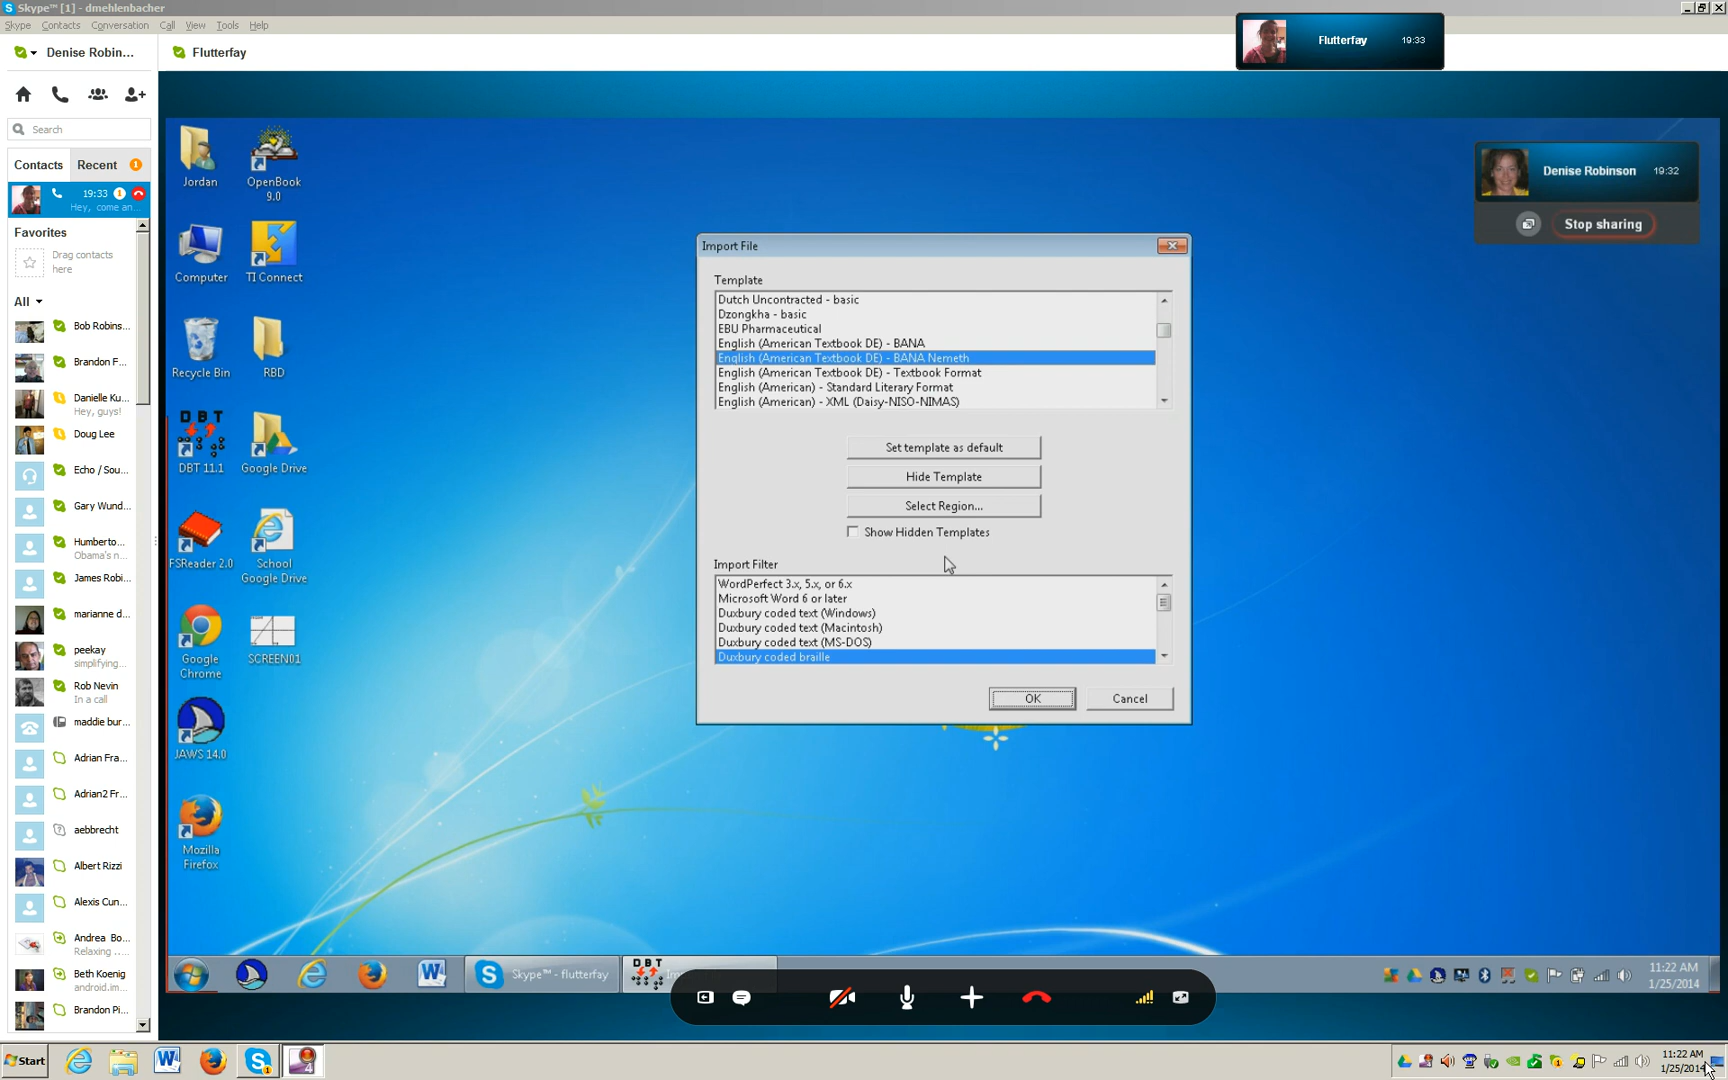 Skype™ [1] - dmehlenbacher
Skype Contacts Conversation Call View Tools Help
Denise Robin...
Flutterfay
Flutterfay 19:33
Search
Contacts Recent 1
19:33 1
Hey, come an...
Favorites
Drag contacts
here
All
Bob Robins...
Brandon F...
Danielle Ku...
Hey, guys!
Doug Lee
Echo / Sou...
Gary Wund...
Humberto...
Obama's n...
James Robi...
marianne d...
peekay
simplifying...
Rob Nevin
In a call
maddie bur...
Adrian Fra...
Adrian2 Fr...
aebbrecht
Albert Rizzi
Alexis Cun...
Andrea Bo...
Relaxing ....
Beth Koenig
android.im...
Brandon Pi...
Jordan
OpenBook
9.0
Computer
TI Connect
Recycle Bin
RBD
DBT
DBT 11.1
Google Drive
FSReader 2.0
School
Google Drive
Google
Chrome
SCREEN01
JAWS 14.0
Mozilla
Firefox
Denise Robinson 19:32
Stop sharing
Import File
Template
Dutch Uncontracted - basic
Dzongkha - basic
EBU Pharmaceutical
English (American Textbook DE) - BANA
English (American Textbook DE) - BANA Nemeth
English (American Textbook DE) - Textbook Format
English (American) - Standard Literary Format
English (American) - XML (Daisy-NISO-NIMAS)
Set template as default
Hide Template
Select Region...
Show Hidden Templates
Import Filter
WordPerfect 3.x, 5.x, or 6.x
Microsoft Word 6 or later
Duxbury coded text (Windows)
Duxbury coded text (Macintosh)
Duxbury coded text (MS-DOS)
Duxbury coded braille
OK Cancel
Skype™ - flutterfay
DBT
11:22 AM
1/25/2014
Start
11:22 AM
1/25/2014